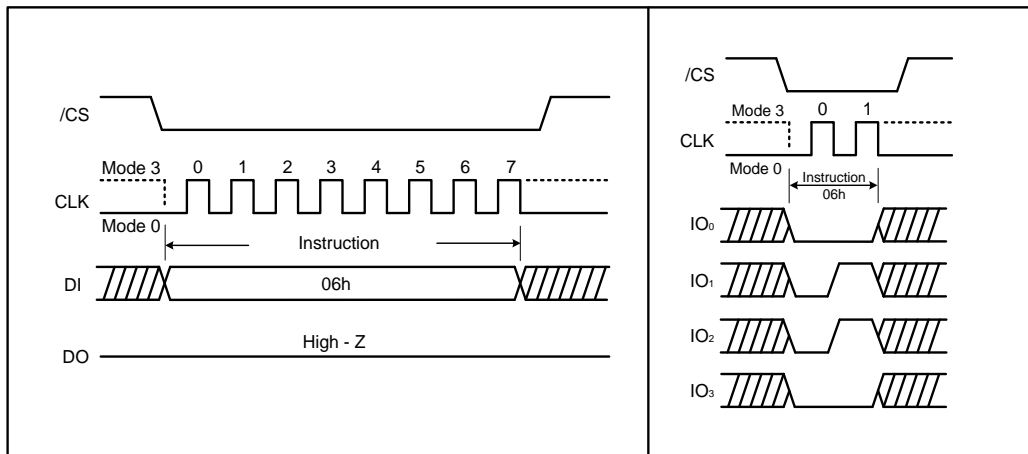 /CS
Mode 3 0 1 2 3 4 5 6 7
CLK
Mode 0
Instruction
DI 06h
High - Z
DO
/CS
Mode 3 0 1
CLK
Mode 0
Instruction
06h
IO₀
IO₁
IO₂
IO₃